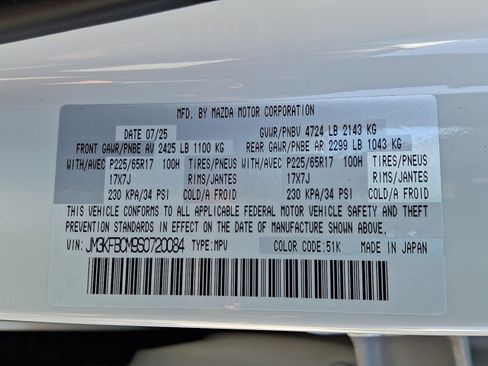 MFD. BY MAZDA MOTOR CORPORATION
DATE 07/25 GVWR/PNBV 4724 LB 2143 KG
FRONT GAWR/PNBE AV 2425 LB 1100 KG REAR GAWR/PNBE AR 2299 LB 1043 KG
WITH/AVEC P225/65R17 100H TIRES/PNEUS WITH/AVEC P225/65R17 100H TIRES/PNEUS
17X7J RIMS/JANTES 17X7J RIMS/JANTES
230 KPA/34 PSI COLD/A FROID 230 KPA/34 PSI COLD/A FROID
THIS VEHICLE CONFORMS TO ALL APPLICABLE FEDERAL MOTOR VEHICLE SAFETY AND THEFT
PREVENTION STANDARDS IN EFFECT ON THE DATE OF MANUFACTURE SHOWN ABOVE.
VIN: JM3KFBCM9S0720084 TYPE: MPV COLOR CODE: 51K MADE IN JAPAN